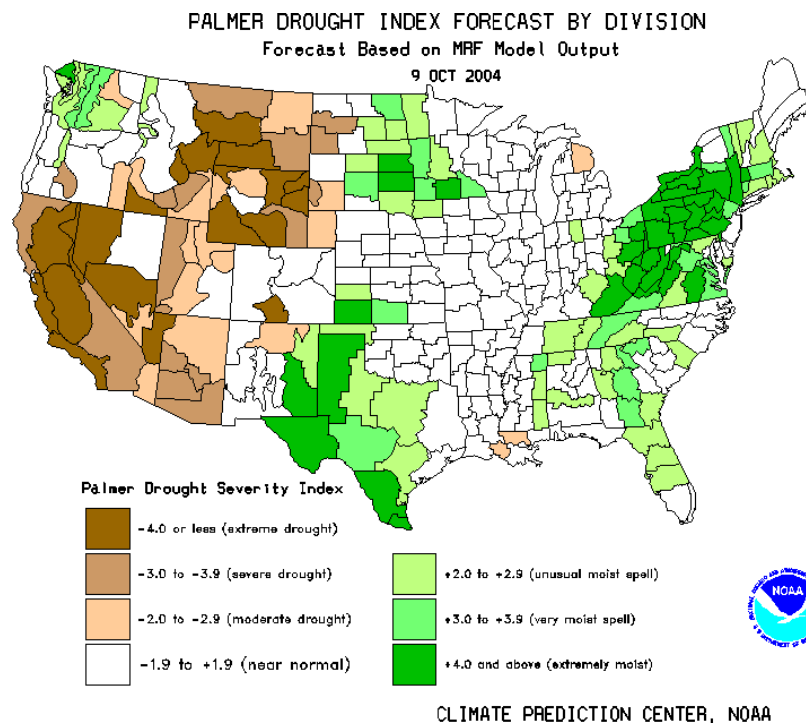 PALMER DROUGHT INDEX FORECAST BY DIVISION
Forecast Based on MRF Model Output
9 OCT 2004
Palmer Drought Severity Index
-4.0 or less (extreme drought)
-3.0 to -3.9 (severe drought)
-2.0 to -2.9 (moderate drought)
-1.9 to +1.9 (near normal)
+2.0 to +2.9 (unusual moist spell)
+3.0 to +3.9 (very moist spell)
+4.0 and above (extremely moist)
NOAA
CLIMATE PREDICTION CENTER, NOAA